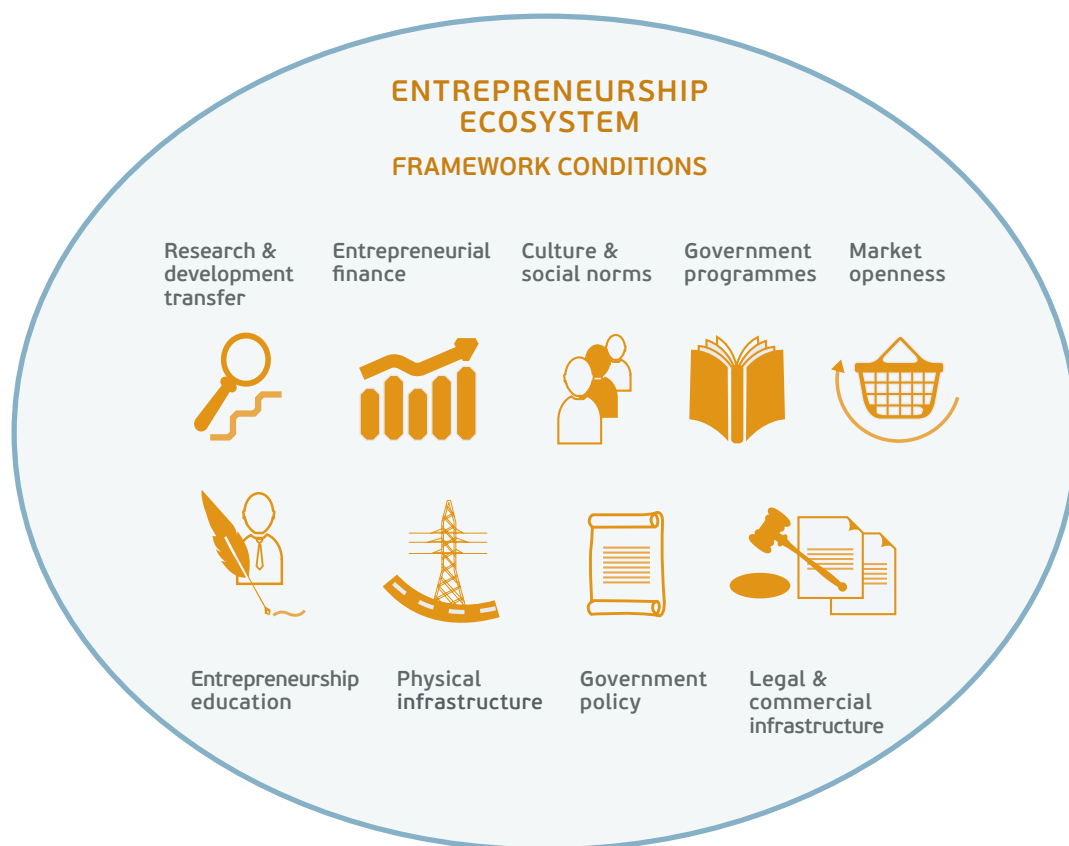 ENTREPRENEURSHIP
ECOSYSTEM
FRAMEWORK CONDITIONS
Research &
development
transfer
Entrepreneurial
finance
Culture &
social norms
Government
programmes
Market
openness
Entrepreneurship
education
Physical
infrastructure
Government
policy
Legal &
commercial
infrastructure